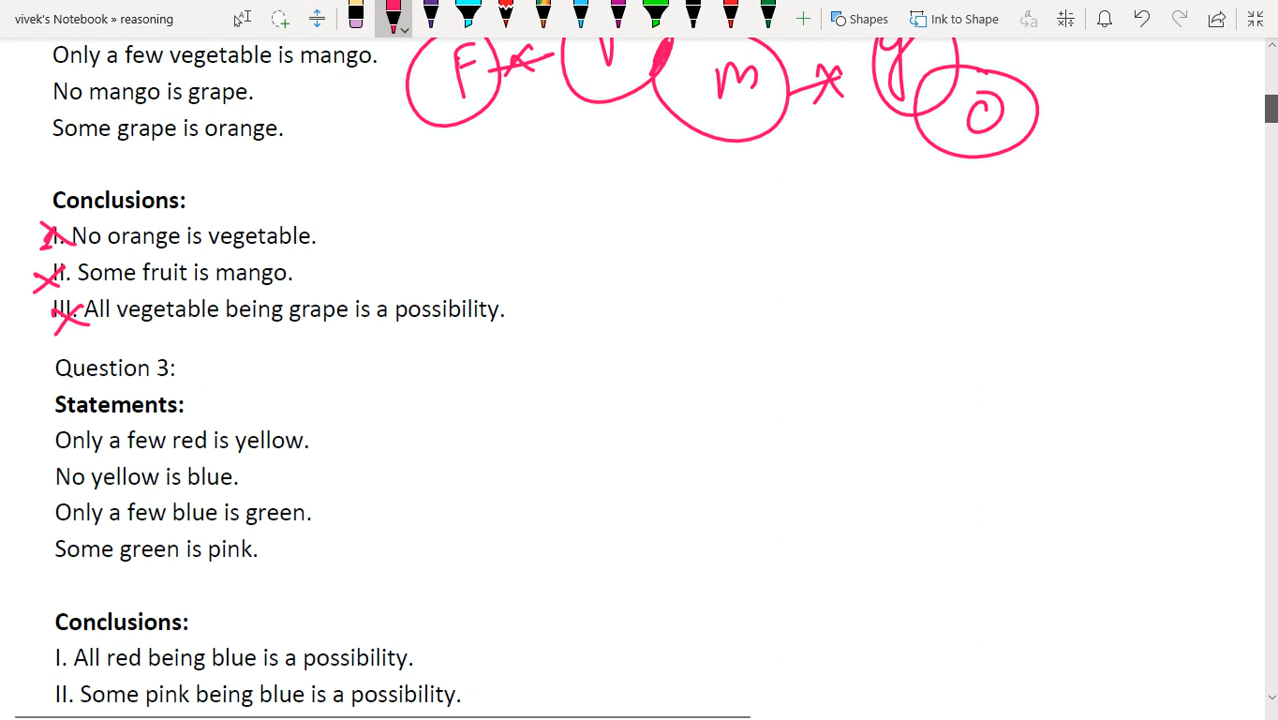 vivek's Notebook » reasoning
Shapes
Ink to Shape
Only a few vegetable is mango.
No mango is grape.
Some grape is orange.
F
V
m
g
O
Conclusions:
I. No orange is vegetable.
II. Some fruit is mango.
III. All vegetable being grape is a possibility.
Question 3:
Statements:
Only a few red is yellow.
No yellow is blue.
Only a few blue is green.
Some green is pink.
Conclusions:
I. All red being blue is a possibility.
II. Some pink being blue is a possibility.